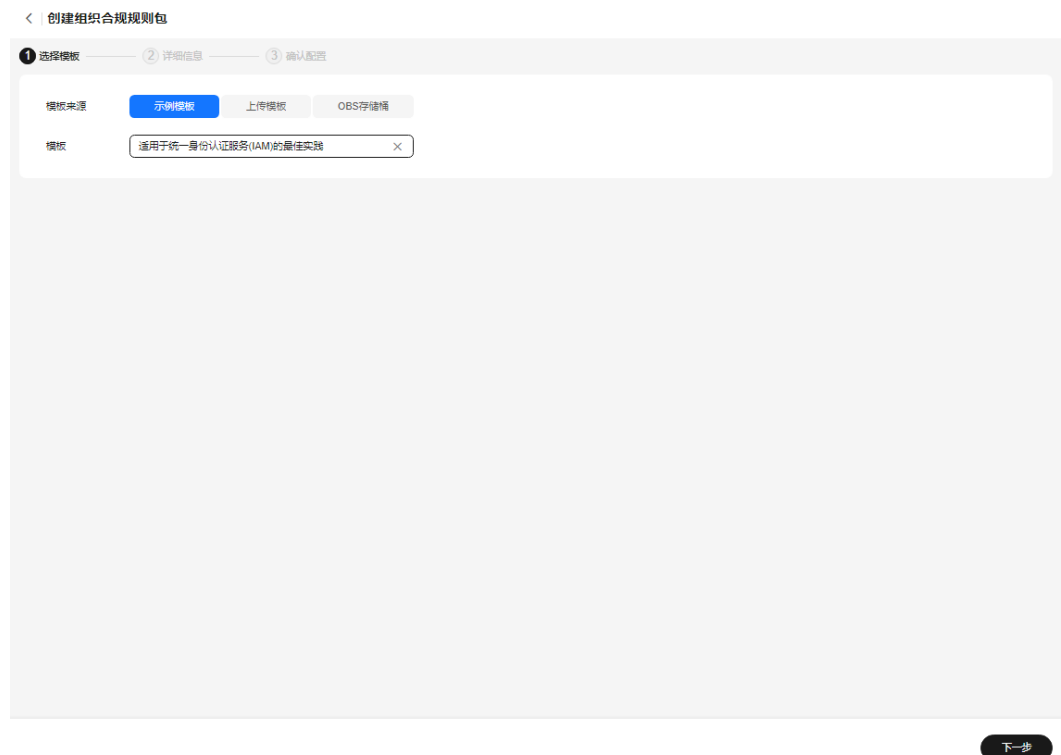 创建组织合规规则包
1 选择模板 2 详细信息 3 确认配置
模板来源 示例模板 上传模板 OBS存储桶
模板 适用于统一身份认证服务(IAM)的最佳实践
下一步